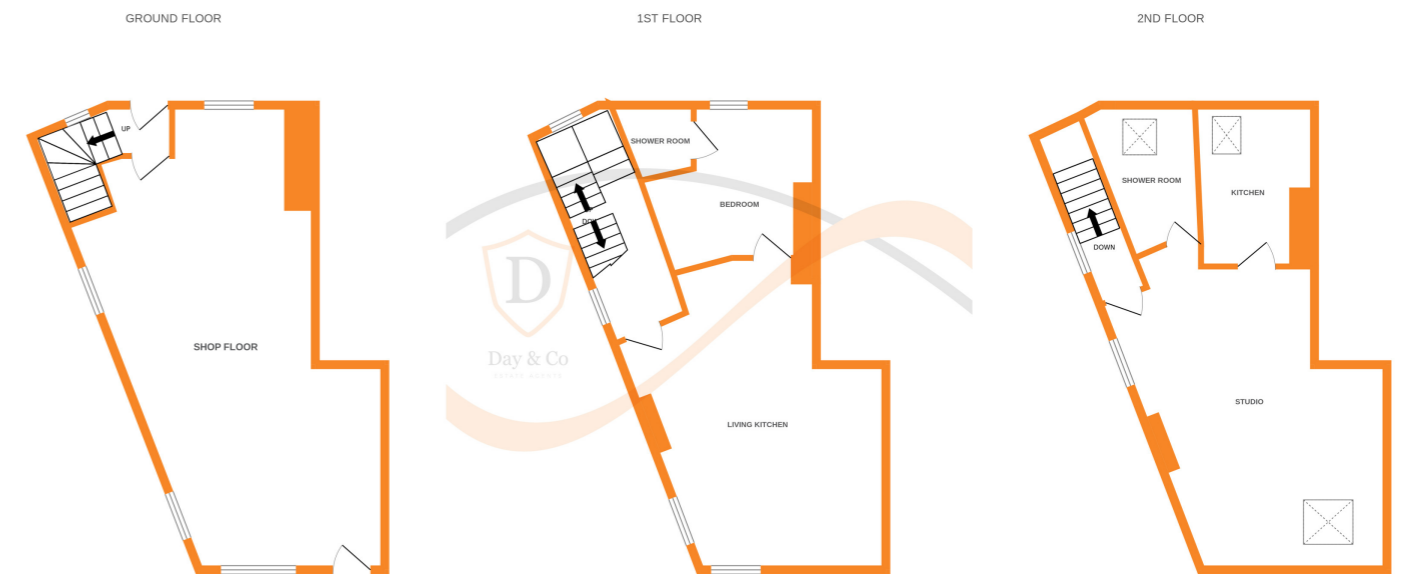 GROUND FLOOR
1ST FLOOR
2ND FLOOR
UP
SHOP FLOOR
SHOWER ROOM
BEDROOM
D
Day & Co
ESTATE AGENTS
LIVING KITCHEN
SHOWER ROOM
KITCHEN
DOWN
STUDIO